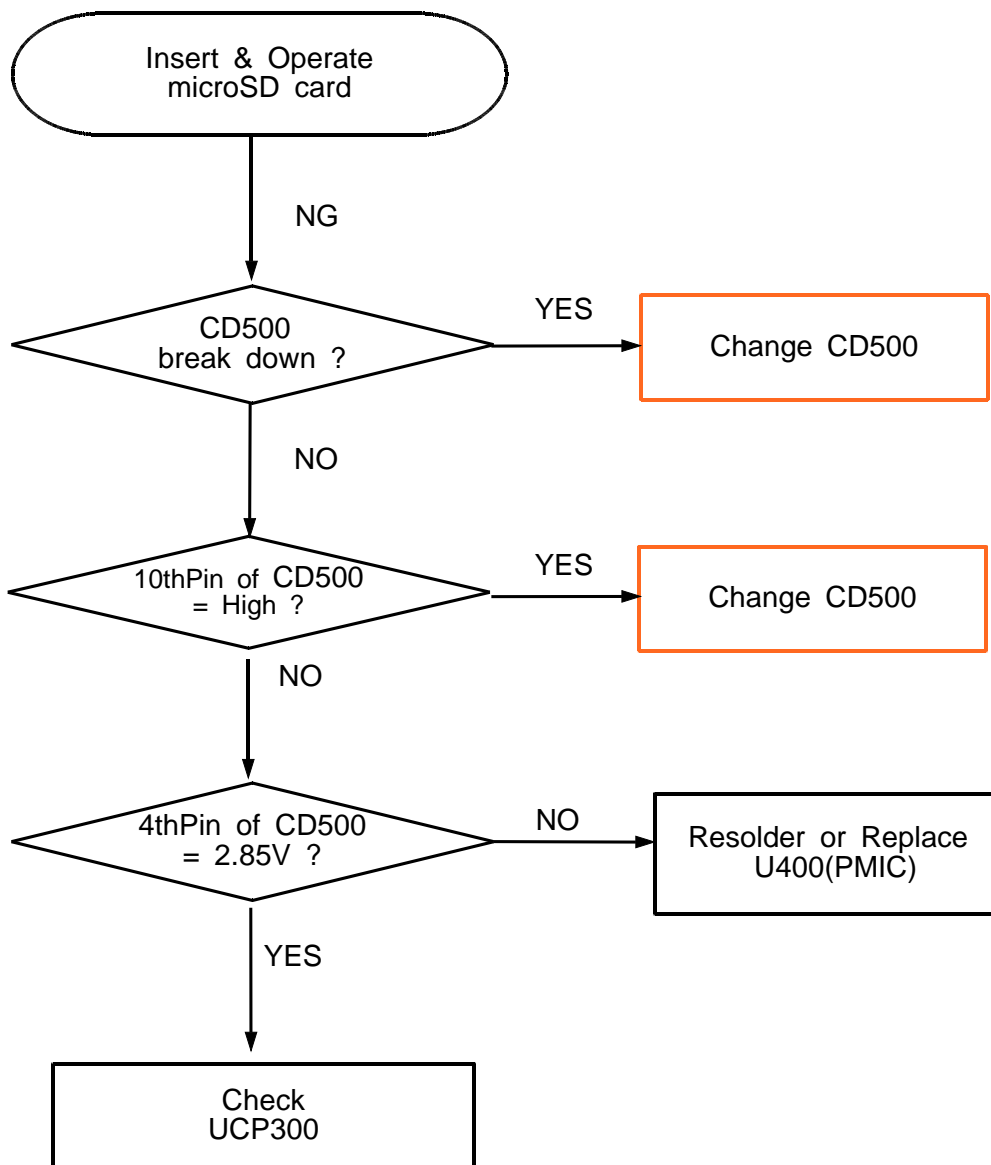 Insert & Operate
microSD card
NG
CD500
break down ?
YES
Change CD500
NO
10thPin of CD500
= High ?
YES
Change CD500
NO
4thPin of CD500
= 2.85V ?
NO
Resolder or Replace
U400(PMIC)
YES
Check
UCP300